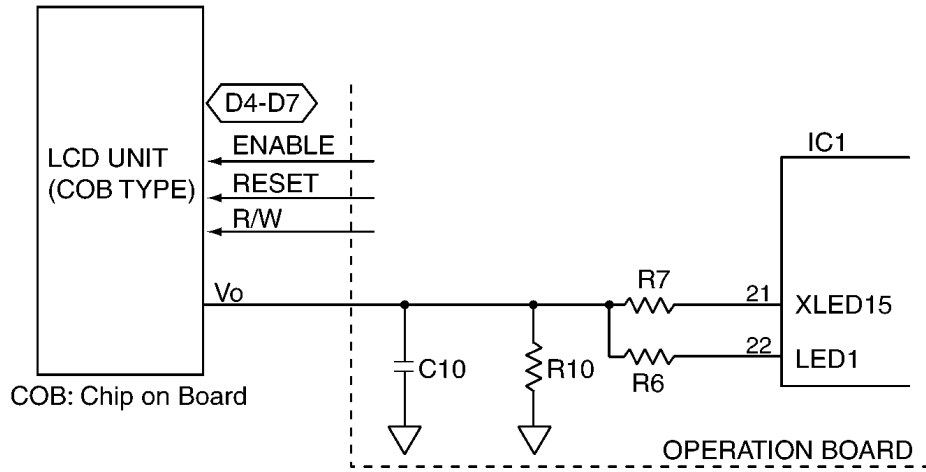 D4-D7
IC1
LCD UNIT
(COB TYPE)
ENABLE
RESET
R/W
Vo
R7
21
XLED15
22
LED1
C10
R10
R6
COB: Chip on Board
OPERATION BOARD